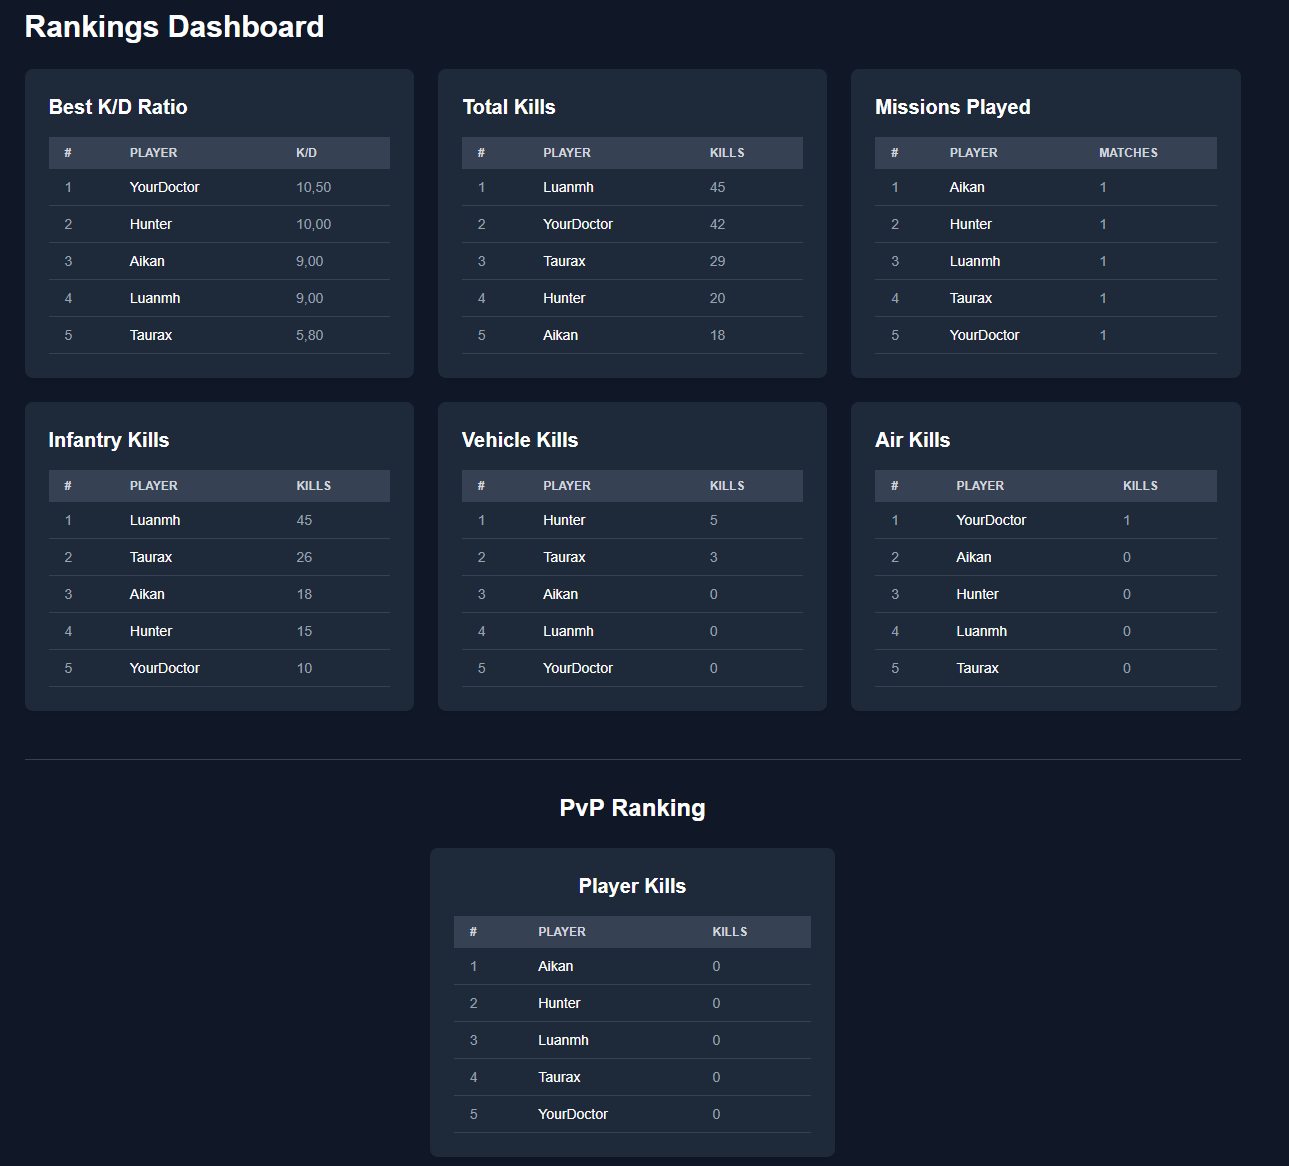 Rankings Dashboard
Best K/D Ratio
# PLAYER K/D
1 YourDoctor 10,50
2 Hunter 10,00
3 Aikan 9,00
4 Luanmh 9,00
5 Taurax 5,80
Total Kills
# PLAYER KILLS
1 Luanmh 45
2 YourDoctor 42
3 Taurax 29
4 Hunter 20
5 Aikan 18
Missions Played
# PLAYER MATCHES
1 Aikan 1
2 Hunter 1
3 Luanmh 1
4 Taurax 1
5 YourDoctor 1
Infantry Kills
# PLAYER KILLS
1 Luanmh 45
2 Taurax 26
3 Aikan 18
4 Hunter 15
5 YourDoctor 10
Vehicle Kills
# PLAYER KILLS
1 Hunter 5
2 Taurax 3
3 Aikan 0
4 Luanmh 0
5 YourDoctor 0
Air Kills
# PLAYER KILLS
1 YourDoctor 1
2 Aikan 0
3 Hunter 0
4 Luanmh 0
5 Taurax 0
PvP Ranking
Player Kills
# PLAYER KILLS
1 Aikan 0
2 Hunter 0
3 Luanmh 0
4 Taurax 0
5 YourDoctor 0